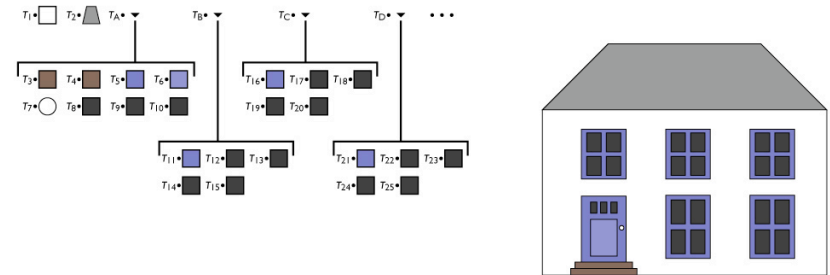 T1 T2 TA TB TC TD ...
T3 T4 T5 T6 T16 T17 T18
T7 T8 T9 T10 T19 T20
T11 T12 T13 T21 T22 T23
T14 T15 T24 T25